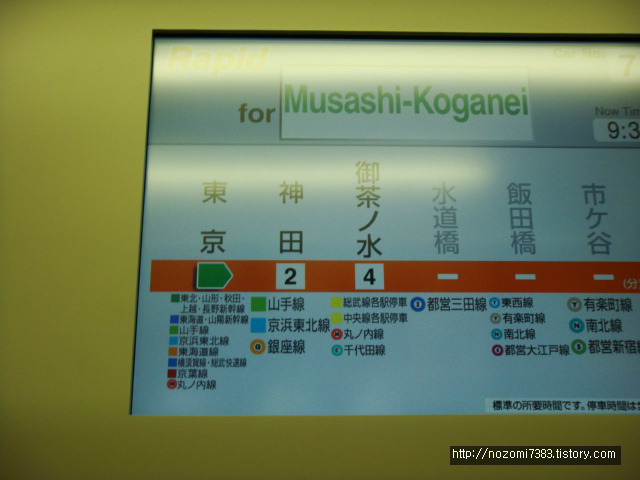 Rapid
Car No.
7
for Musashi-Koganei
Now Tim
9:3
東京
神田
御茶ノ水
水道橋
飯田橋
市ケ谷
2
4
(分
東北・山形・秋田・
上越・長野新幹線
東海道・山陽新幹線
山手線
京浜東北線
東海道線
横須賀線・総武快速線
京葉線
丸ノ内線
山手線
京浜東北線
銀座線
総武線各駅停車
中央線各駅停車
丸ノ内線
千代田線
都営三田線
東西線
有楽町線
南北線
都営大江戸線
有楽町線
南北線
都営新宿
標準の所要時間です。停車時間は
http://nozomi7383.tistory.com